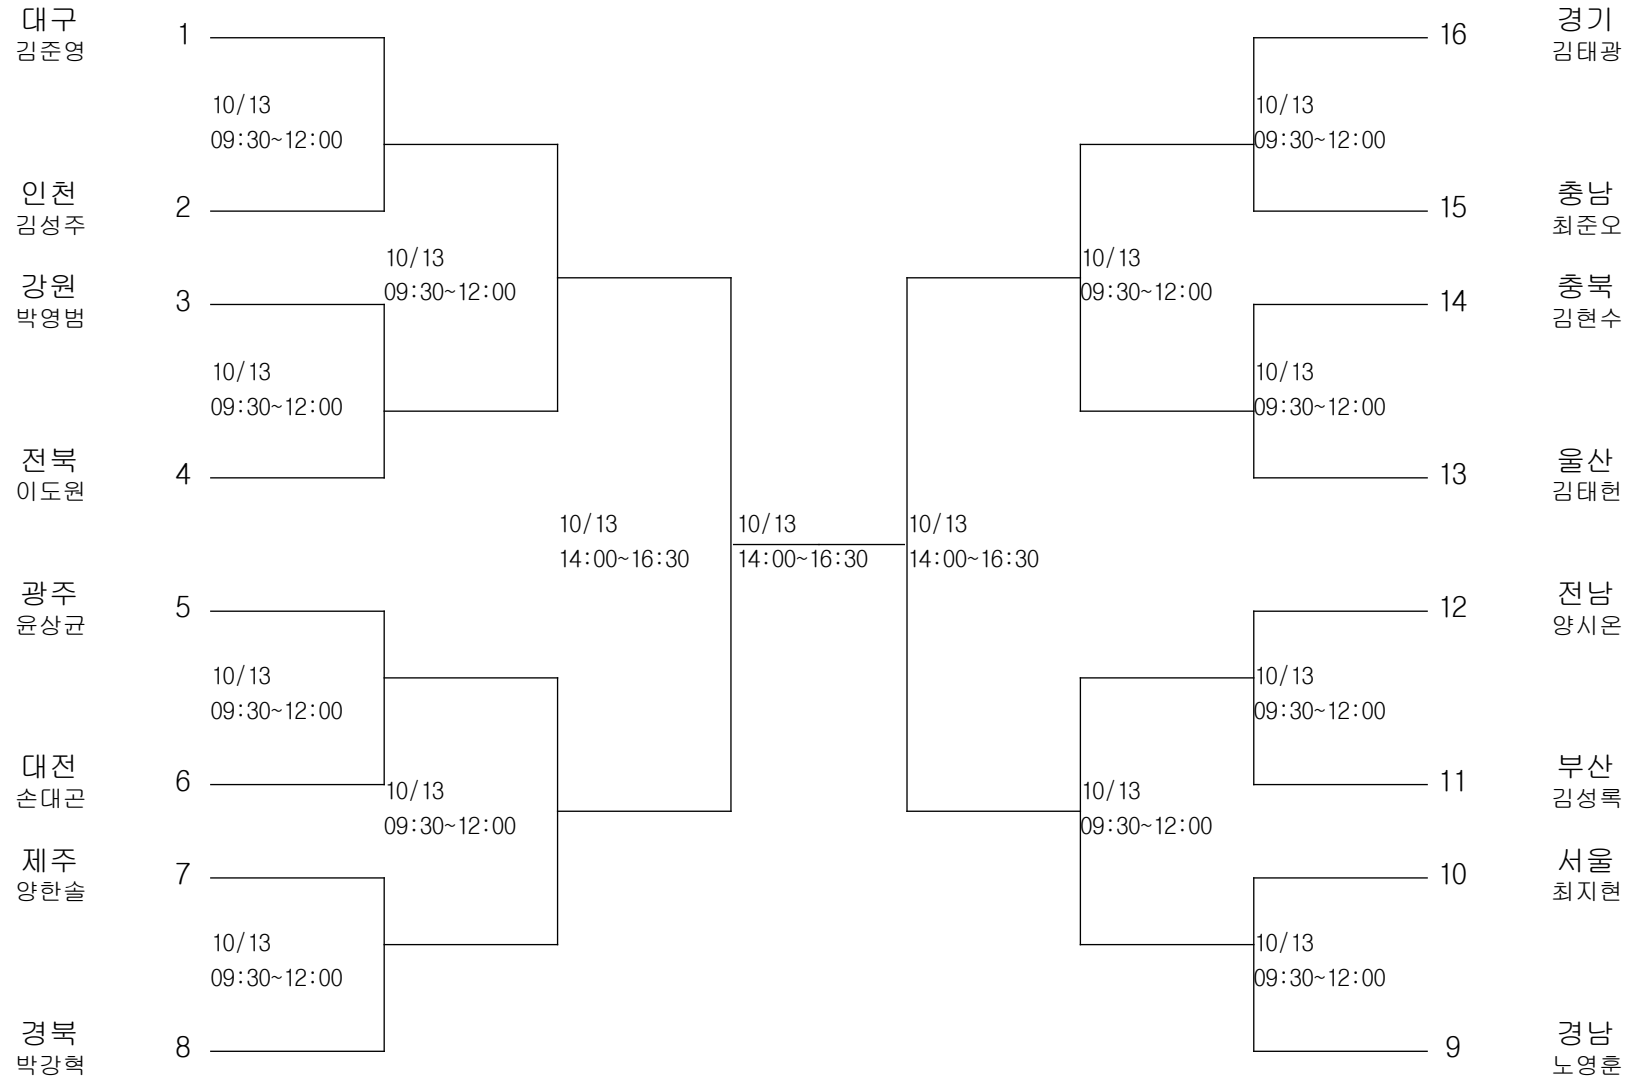 대구
김준영
1
16
경기
김태광
10/13
09:30~12:00
10/13
09:30~12:00
인천
김성주
2
15
충남
최준오
10/13
09:30~12:00
10/13
09:30~12:00
강원
박영범
3
14
충북
김현수
10/13
09:30~12:00
10/13
09:30~12:00
전북
이도원
4
13
울산
김태헌
10/13
14:00~16:30
10/13
14:00~16:30
10/13
14:00~16:30
광주
윤상균
5
12
전남
양시온
10/13
09:30~12:00
10/13
09:30~12:00
대전
손대곤
6
11
부산
김성록
10/13
09:30~12:00
10/13
09:30~12:00
제주
양한솔
7
10
서울
최지현
10/13
09:30~12:00
10/13
09:30~12:00
경북
박강혁
8
9
경남
노영훈